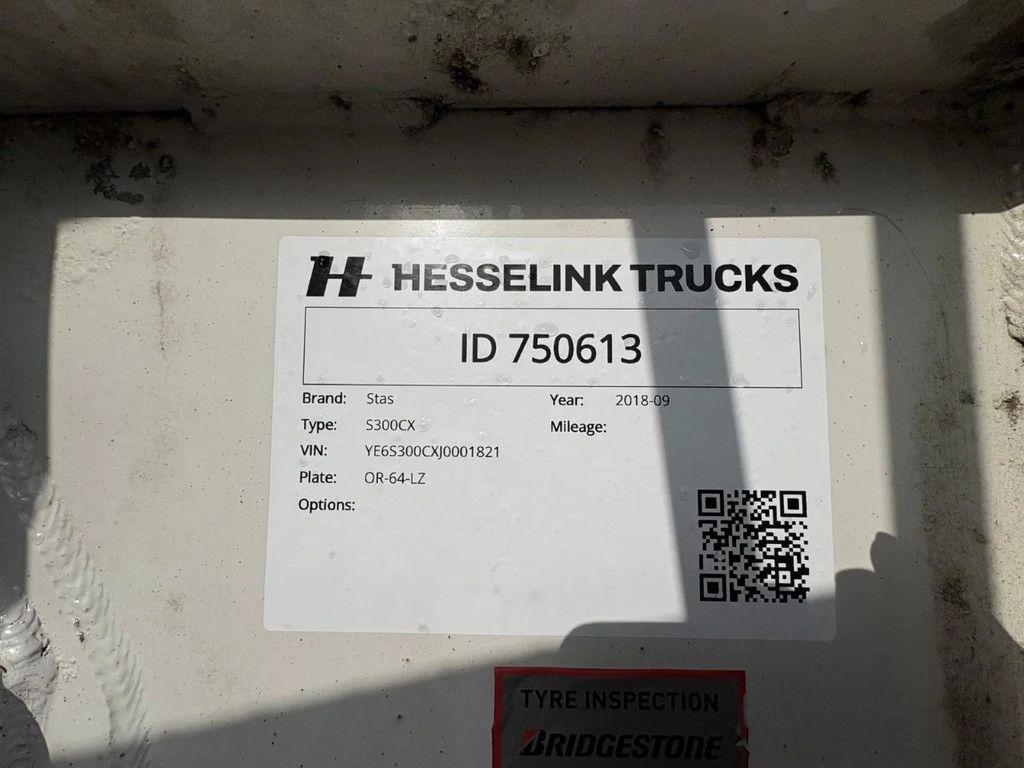 HESSELINK TRUCKS
ID 750613
Brand: Stas Year: 2018-09
Type: S300CX Mileage:
VIN: YE6S300CXJ0001821
Plate: OR-64-LZ
Options:
TYRE INSPECTION
BRIDGESTONE